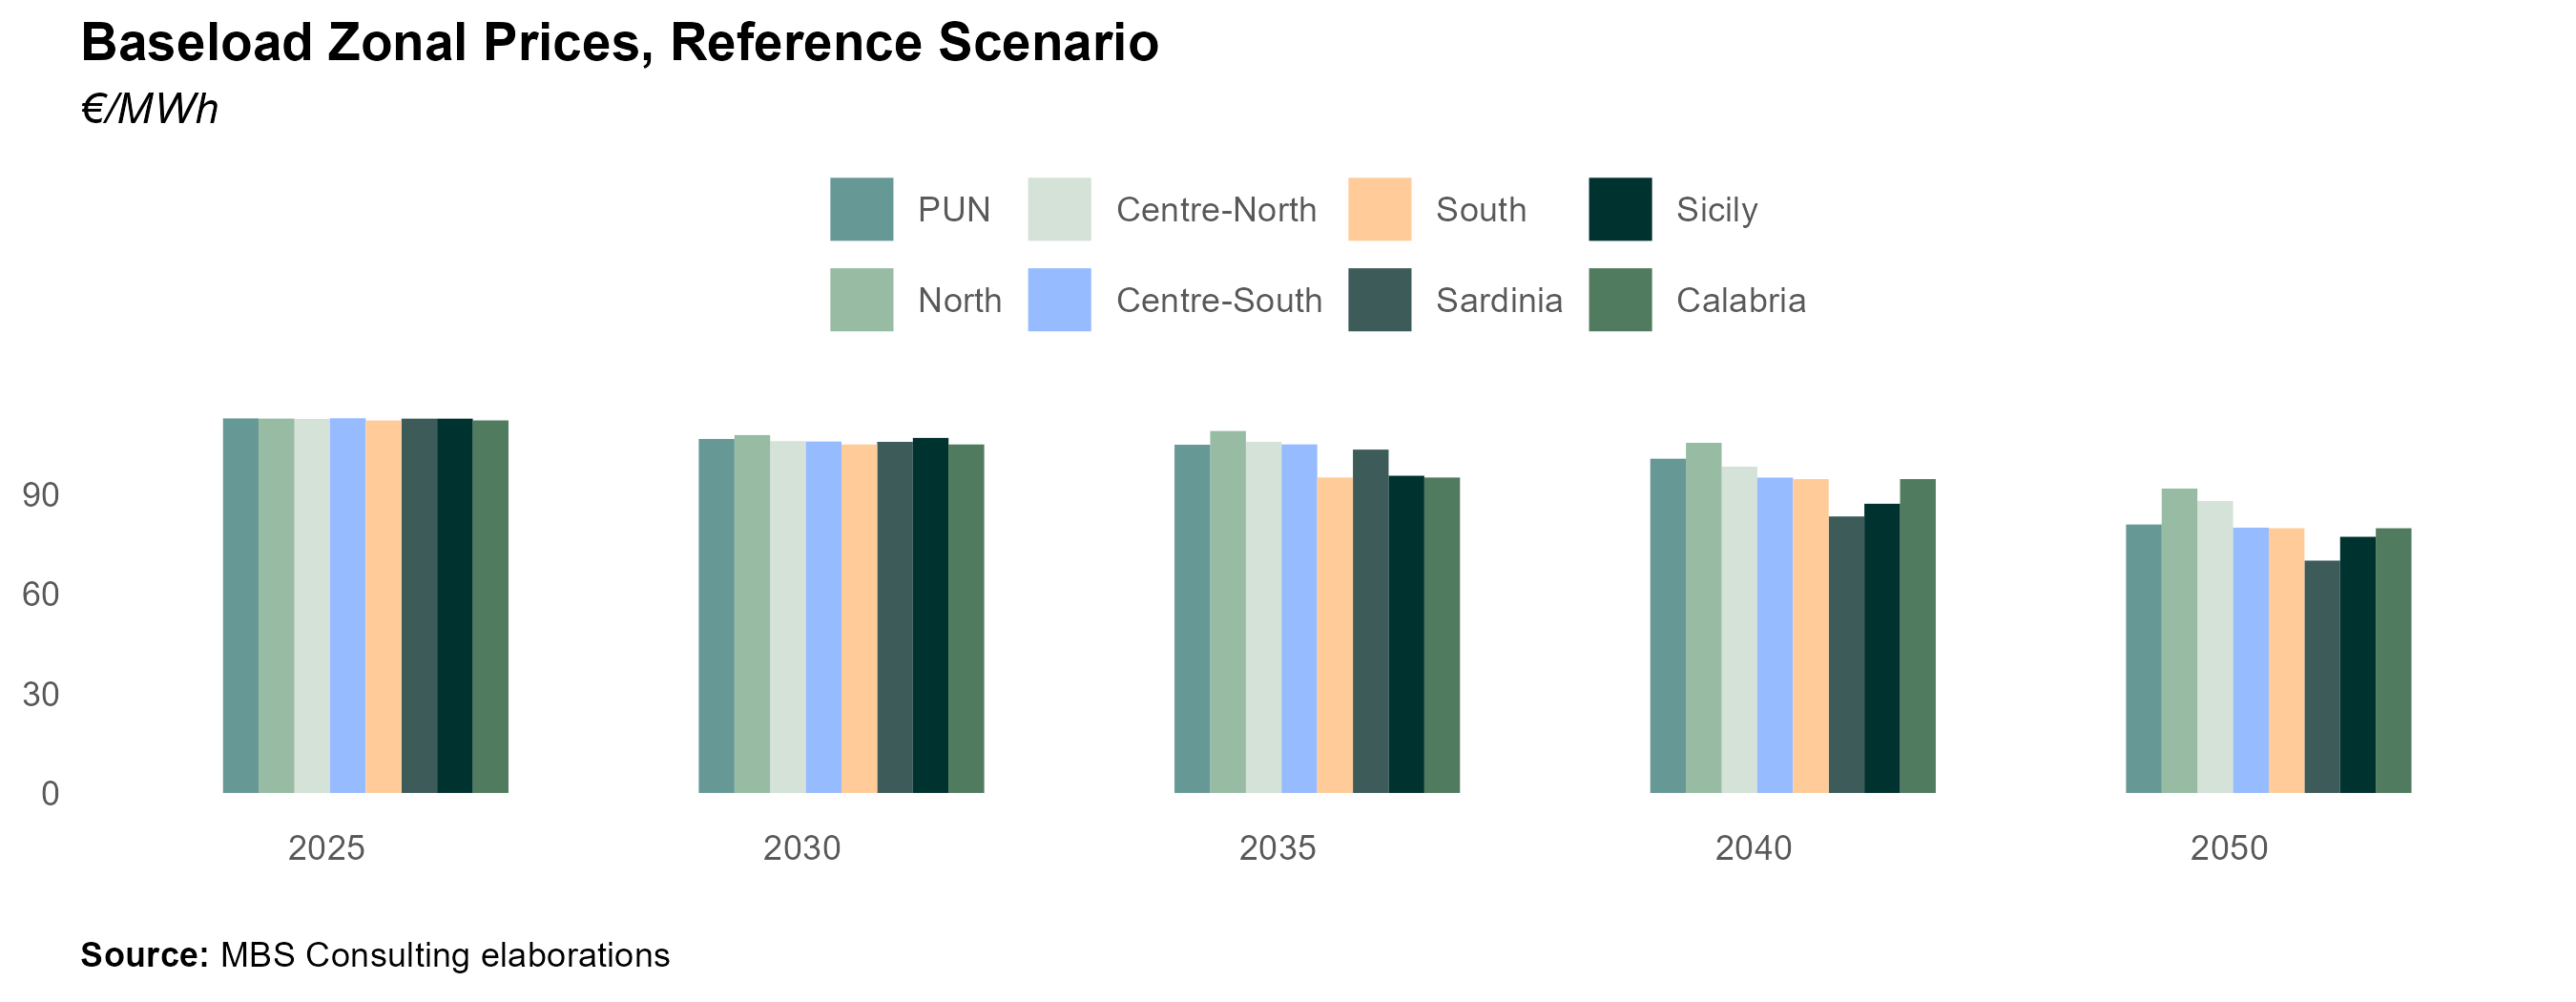 Baseload Zonal Prices, Reference Scenario
€/MWh
PUN
Centre-North
South
Sicily
North
Centre-South
Sardinia
Calabria
90
60
30
0
2025
2030
2035
2040
2050
Source: MBS Consulting elaborations